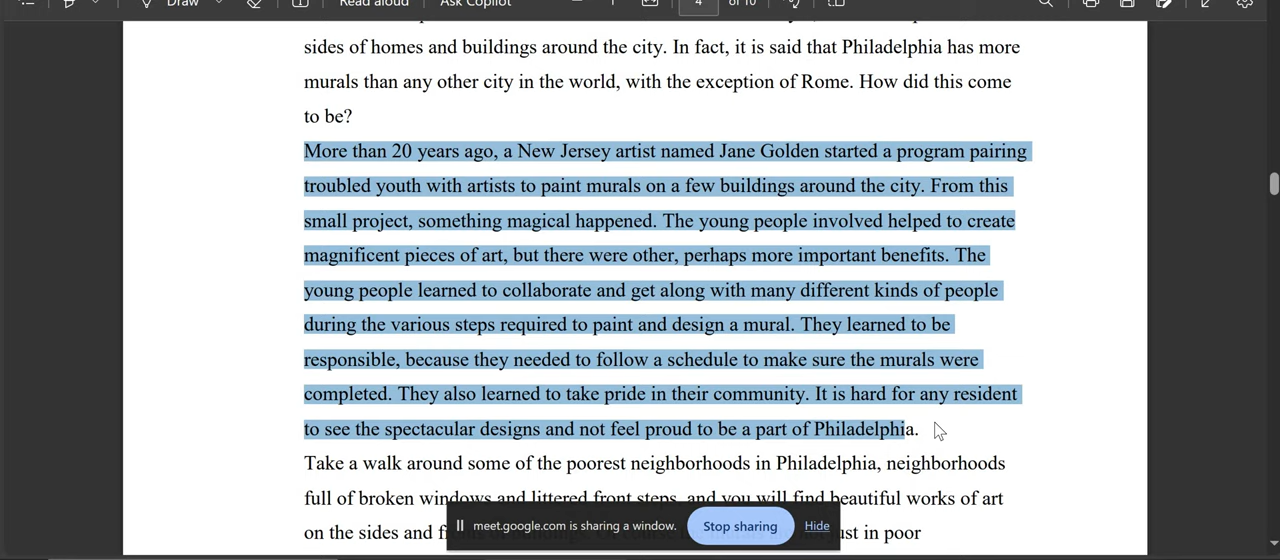 Draw
Read aloud
Ask Copilot
4
of 10
sides of homes and buildings around the city. In fact, it is said that Philadelphia has more
murals than any other city in the world, with the exception of Rome. How did this come
to be?
More than 20 years ago, a New Jersey artist named Jane Golden started a program pairing
troubled youth with artists to paint murals on a few buildings around the city. From this
small project, something magical happened. The young people involved helped to create
magnificent pieces of art, but there were other, perhaps more important benefits. The
young people learned to collaborate and get along with many different kinds of people
during the various steps required to paint and design a mural. They learned to be
responsible, because they needed to follow a schedule to make sure the murals were
completed. They also learned to take pride in their community. It is hard for any resident
to see the spectacular designs and not feel proud to be a part of Philadelphia.
Take a walk around some of the poorest neighborhoods in Philadelphia, neighborhoods
full of broken windows and littered front steps, and you will find beautiful works of art
on the sides and f
ust in poor
meet.google.com is sharing a window.
Stop sharing
Hide